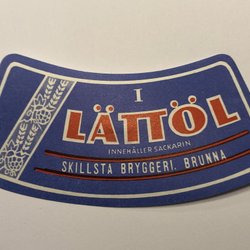 I
LÄTTÖL
INNEHÅLLER SACKARIN
SKILLSTA BRYGGERI. BRUNNA